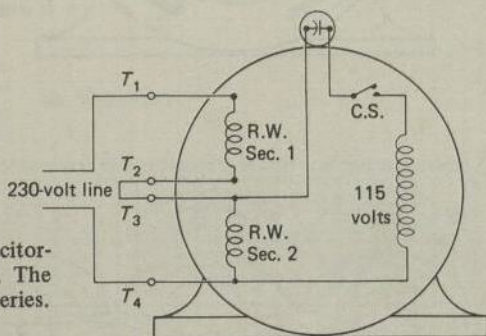 T1
R.W.
Sec. 1
C.S.
T2
230-volt line
T3
115
volts
R.W.
Sec. 2
T4
citor-
The
eries.